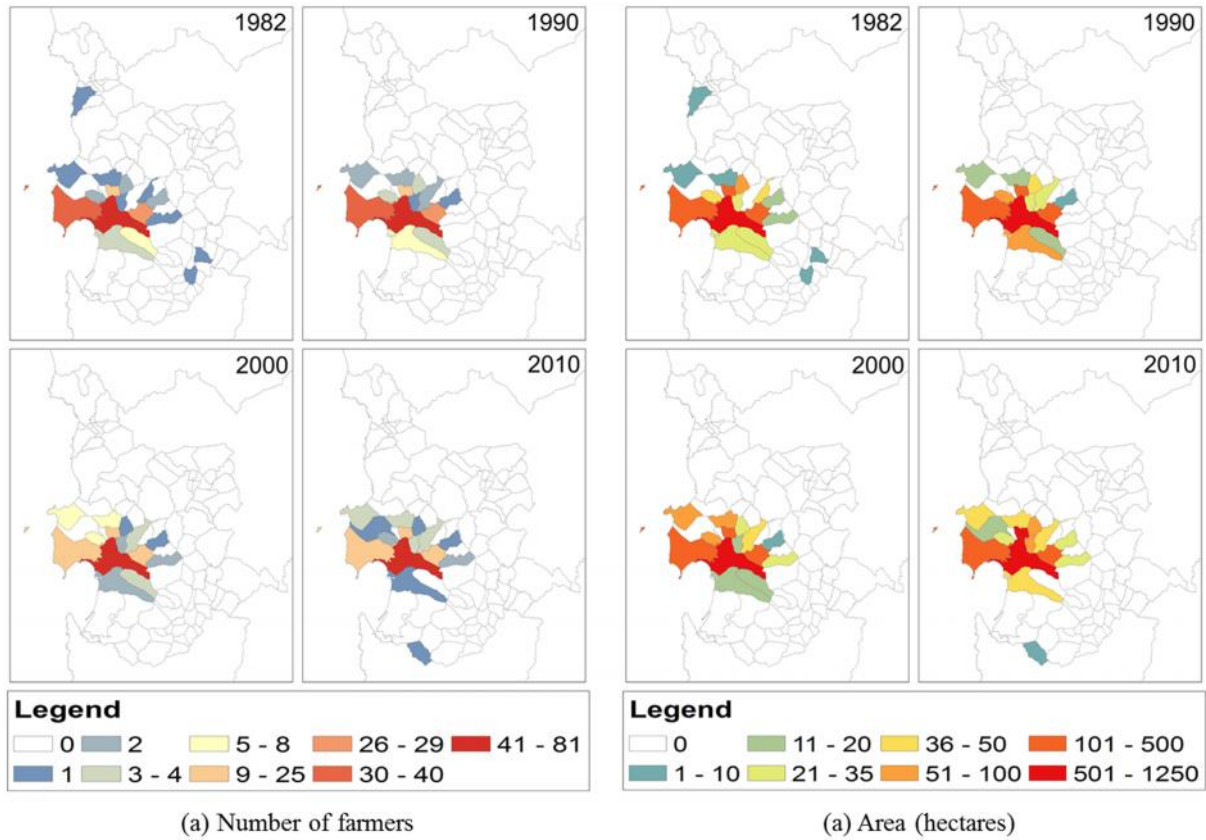 1982
1990
2000
2010
Legend
0
2
5 - 8
26 - 29
41 - 81
1
3 - 4
9 - 25
30 - 40
(a) Number of farmers
1982
1990
2000
2010
Legend
0
11 - 20
36 - 50
101 - 500
1 - 10
21 - 35
51 - 100
501 - 1250
(a) Area (hectares)